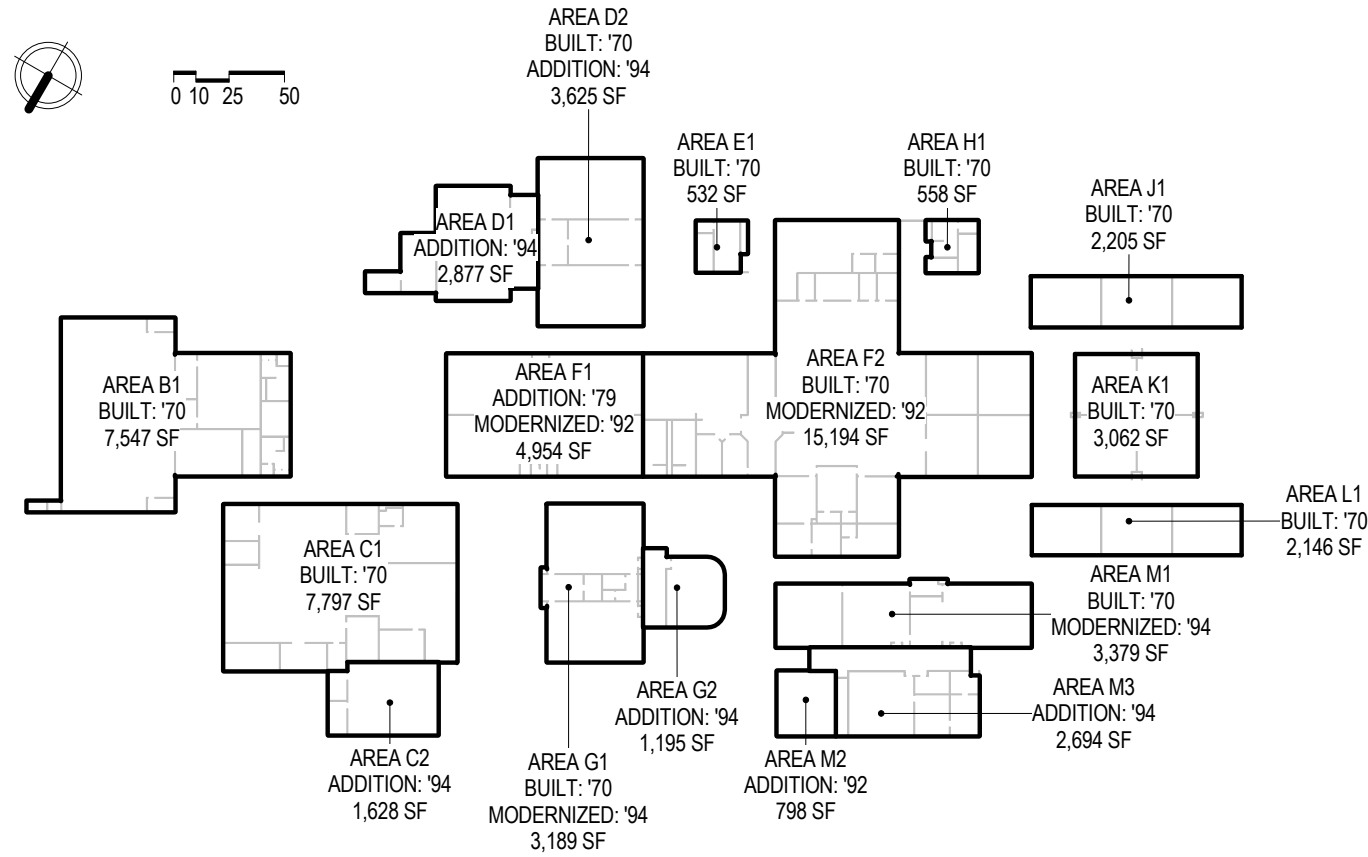 0 10 25 50
AREA D2
BUILT: '70
ADDITION: '94
3,625 SF
AREA E1
BUILT: '70
532 SF
AREA H1
BUILT: '70
558 SF
AREA J1
BUILT: '70
2,205 SF
AREA D1
ADDITION: '94
2,877 SF
AREA B1
BUILT: '70
7,547 SF
AREA F1
ADDITION: '79
MODERNIZED: '92
4,954 SF
AREA F2
BUILT: '70
MODERNIZED: '92
15,194 SF
AREA K1
BUILT: '70
3,062 SF
AREA L1
BUILT: '70
2,146 SF
AREA C1
BUILT: '70
7,797 SF
AREA M1
BUILT: '70
MODERNIZED: '94
3,379 SF
AREA G2
ADDITION: '94
1,195 SF
AREA M3
ADDITION: '94
2,694 SF
AREA C2
ADDITION: '94
1,628 SF
AREA G1
BUILT: '70
MODERNIZED: '94
3,189 SF
AREA M2
ADDITION: '92
798 SF